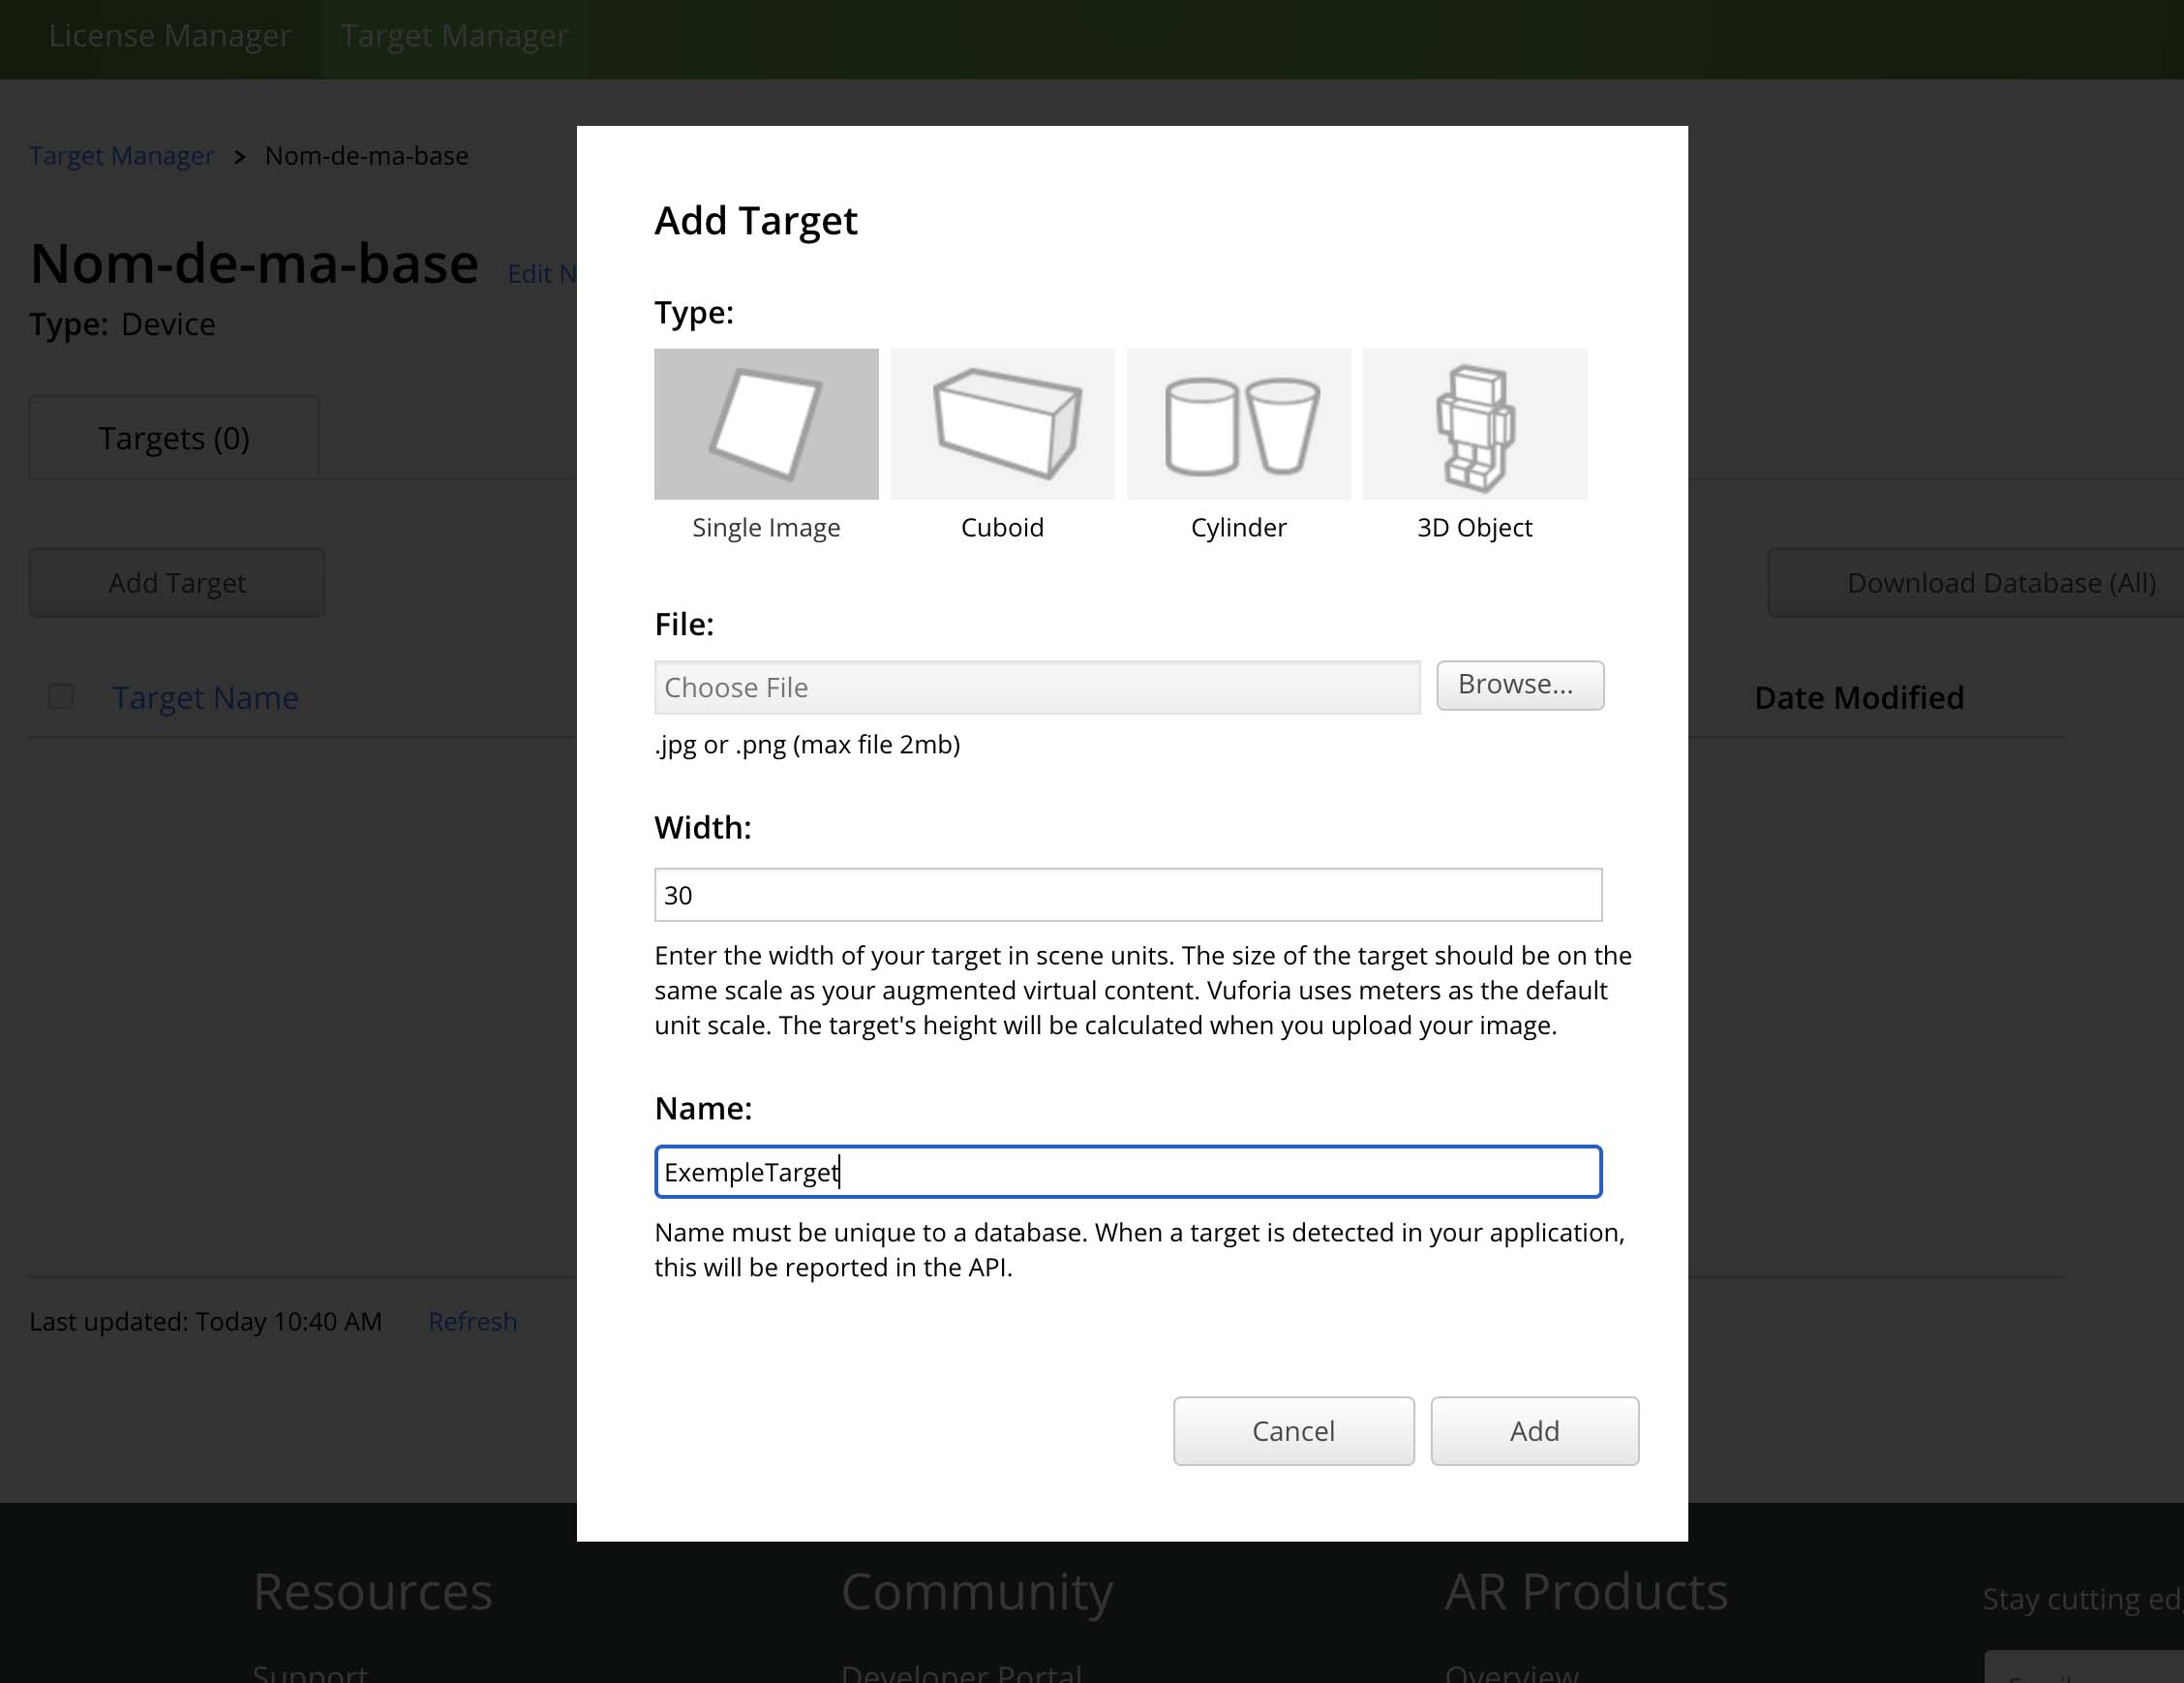 License Manager
Target Manager
Target Manager > Nom-de-ma-base
Nom-de-ma-base
Edit N
Type: Device
Targets (0)
Add Target
Download Database (All)
Target Name
Date Modified
Last updated: Today 10:40 AM
Refresh
Add Target
Type:
Single Image
Cuboid
Cylinder
3D Object
File:
Choose File
Browse...
.jpg or .png (max file 2mb)
Width:
30
Enter the width of your target in scene units. The size of the target should be on the
same scale as your augmented virtual content. Vuforia uses meters as the default
unit scale. The target's height will be calculated when you upload your image.
Name:
ExempleTarget
Name must be unique to a database. When a target is detected in your application,
this will be reported in the API.
Cancel
Add
Resources
Community
AR Products
Stay cutting ed
Support
Developer Portal
Overview